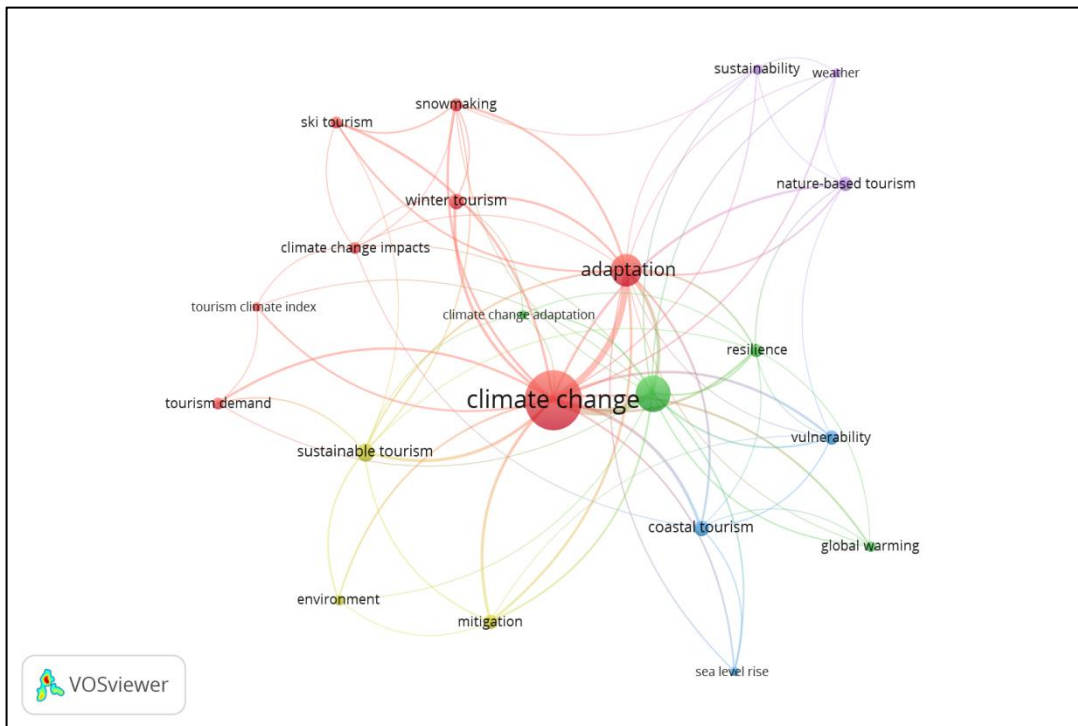 sustainability
weather
snowmaking
ski tourism
nature-based tourism
winter tourism
climate change impacts
adaptation
tourism climate index
climate change adaptation
resilience
climate change
tourism demand
vulnerability
sustainable tourism
coastal tourism
global warming
environment
mitigation
sea level rise
VOSviewer